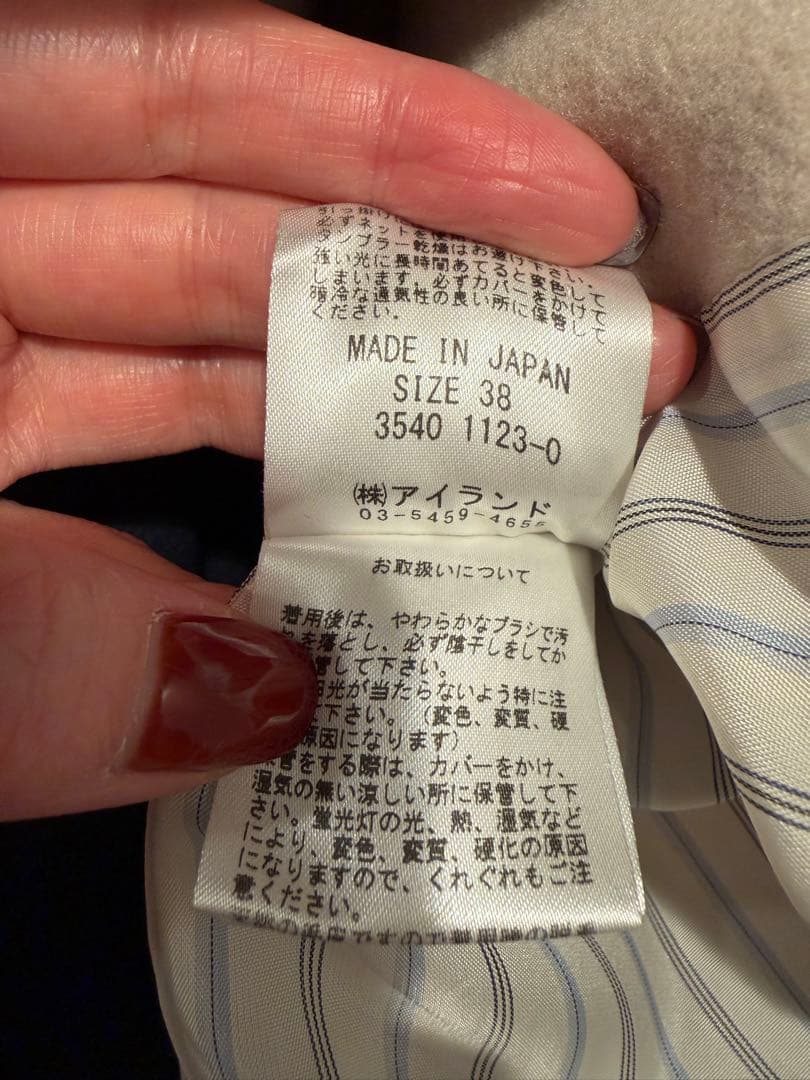 必ずネットを使用
タンブラー乾燥はお避け下さい。
強い光に長時間あてると変色して
しまいます。必ずカバーをかけて
暗冷な通気性の良い所に保管して
ください。
MADE IN JAPAN
SIZE 38
3540 1123-0
㈱アイランド
03-5459-465
お取扱いについて
着用後は、やわらかなブラシで汚
を落とし、必ず陰干しをしてか
管して下さい。
光が当たらないよう特に注
下さい。（変色、変質、硬
原因になります）
管をする際は、カバーをかけ、
湿気の無い涼しい所に保管して下
さい。蛍光灯の光、熱、湿気など
により、変色、変質、硬化の原因
になりますので、くれぐれもご注
意ください。